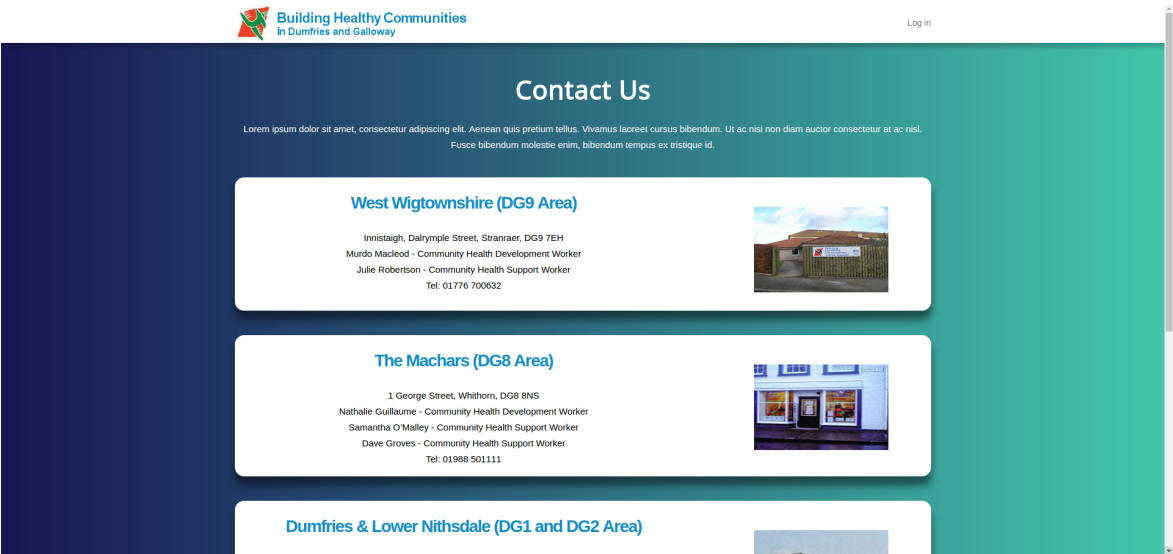 Building Healthy Communities
in Dumfries and Galloway
Log in
Contact Us
Lorem ipsum dolor sit amet, consectetur adipiscing elit. Aenean quis pretium tellus. Vivamus laoreet cursus bibendum. Ut ac nisi non diam auctor consectetur at ac nisl.
Fusce bibendum molestie enim, bibendum tempus ex tristique id.
West Wigtownshire (DG9 Area)
Innistaigh, Dalrymple Street, Stranraer, DG9 7EH
Murdo Macleod - Community Health Development Worker
Julie Robertson - Community Health Support Worker
Tel: 01776 700632
The Machars (DG8 Area)
1 George Street, Whithorn, DG8 8NS
Nathalie Guillaume - Community Health Development Worker
Samantha O'Malley - Community Health Support Worker
Dave Groves - Community Health Support Worker
Tel: 01988 501111
Dumfries & Lower Nithsdale (DG1 and DG2 Area)